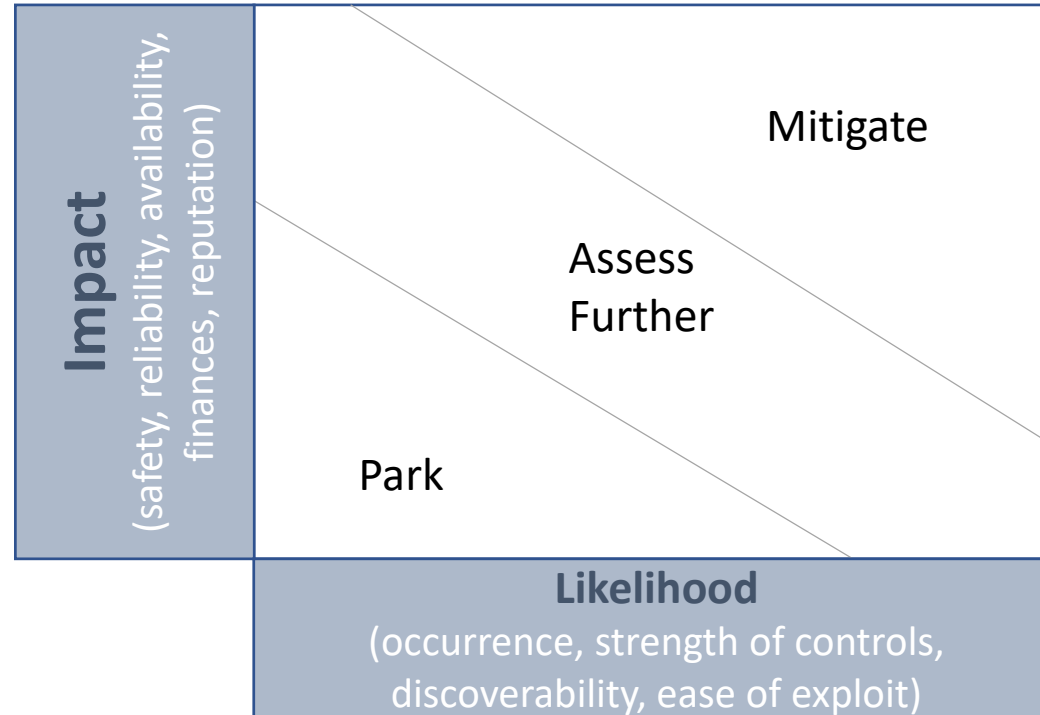 Impact
(safety, reliability, availability,
finances, reputation)
Mitigate
Assess
Further
Park
Likelihood
(occurrence, strength of controls,
discoverability, ease of exploit)